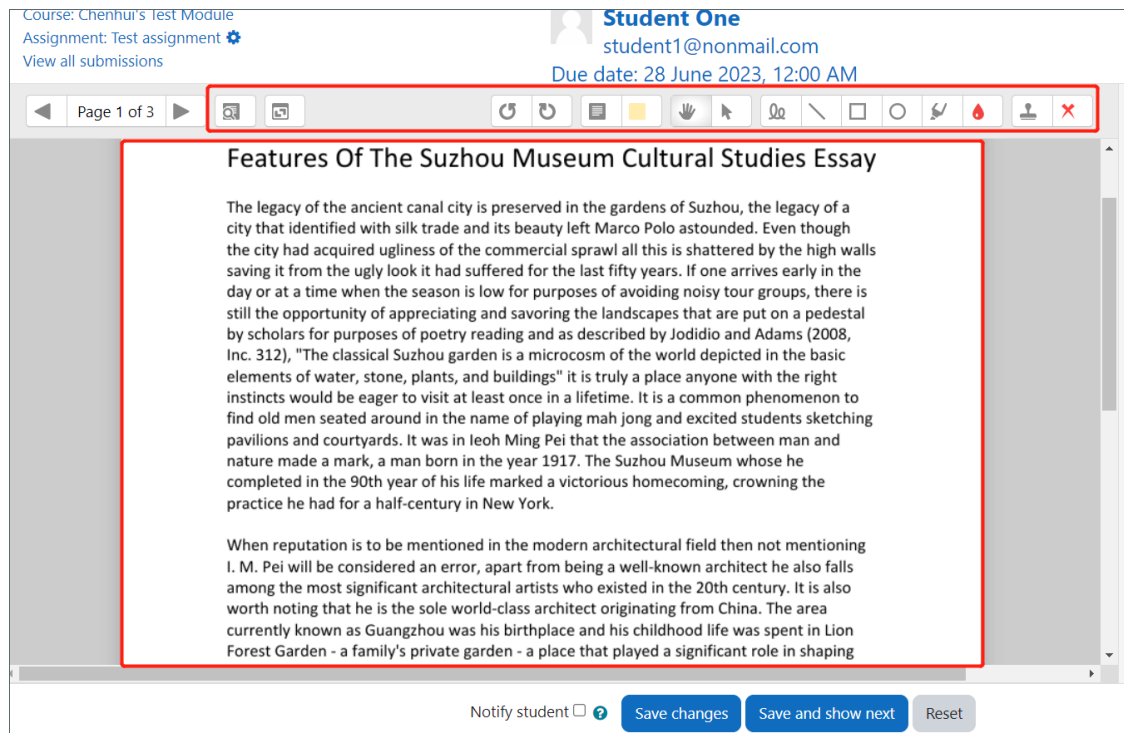 Course: Chenhui's Test Module
Assignment: Test assignment
View all submissions
Student One
student1@nonmail.com
Due date: 28 June 2023, 12:00 AM
Page 1 of 3
Features Of The Suzhou Museum Cultural Studies Essay
The legacy of the ancient canal city is preserved in the gardens of Suzhou, the legacy of a
city that identified with silk trade and its beauty left Marco Polo astounded. Even though
the city had acquired ugliness of the commercial sprawl all this is shattered by the high walls
saving it from the ugly look it had suffered for the last fifty years. If one arrives early in the
day or at a time when the season is low for purposes of avoiding noisy tour groups, there is
still the opportunity of appreciating and savoring the landscapes that are put on a pedestal
by scholars for purposes of poetry reading and as described by Jodidio and Adams (2008,
Inc. 312), "The classical Suzhou garden is a microcosm of the world depicted in the basic
elements of water, stone, plants, and buildings" it is truly a place anyone with the right
instincts would be eager to visit at least once in a lifetime. It is a common phenomenon to
find old men seated around in the name of playing mah jong and excited students sketching
pavilions and courtyards. It was in Ieoh Ming Pei that the association between man and
nature made a mark, a man born in the year 1917. The Suzhou Museum whose he
completed in the 90th year of his life marked a victorious homecoming, crowning the
practice he had for a half-century in New York.
When reputation is to be mentioned in the modern architectural field then not mentioning
I. M. Pei will be considered an error, apart from being a well-known architect he also falls
among the most significant architectural artists who existed in the 20th century. It is also
worth noting that he is the sole world-class architect originating from China. The area
currently known as Guangzhou was his birthplace and his childhood life was spent in Lion
Forest Garden - a family's private garden - a place that played a significant role in shaping
Notify student
Save changes
Save and show next
Reset